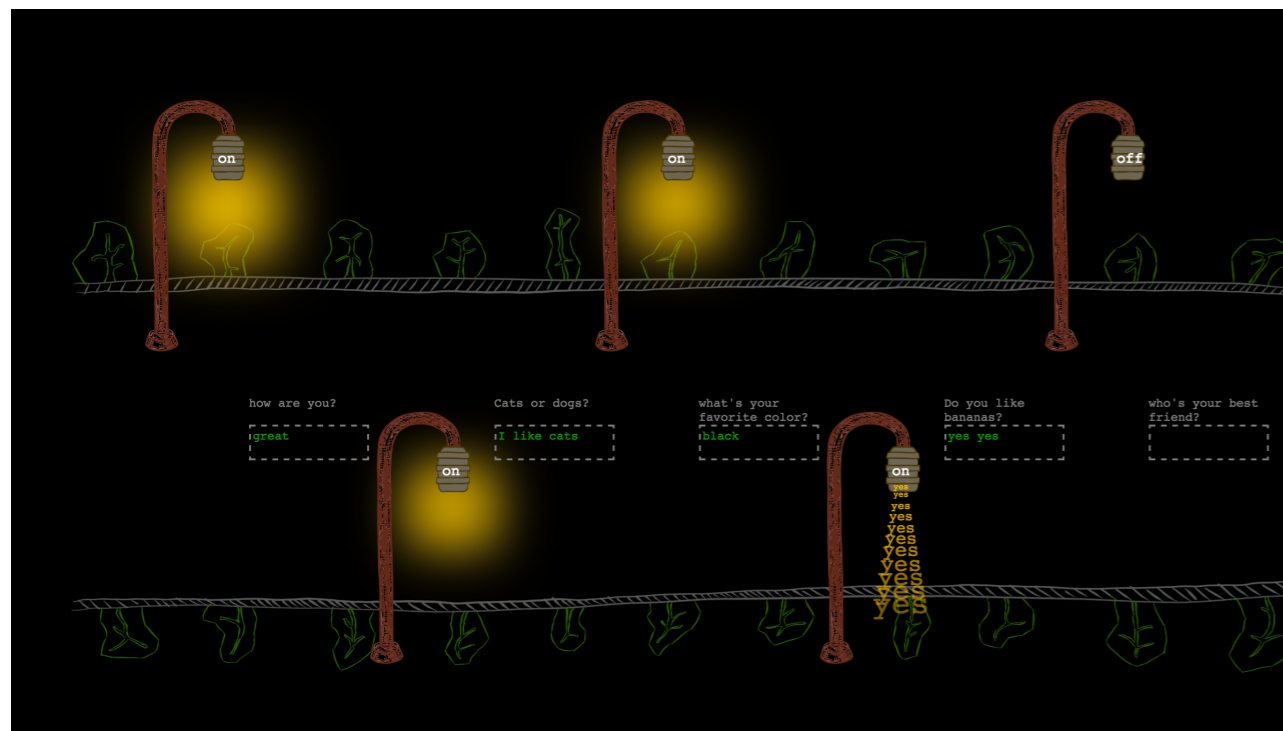 on
on
off
how are you?
great
Cats or dogs?
I like cats
what's your
favorite color?
black
Do you like
bananas?
yes yes
who's your best
friend?
on
on
yes
yes
yes
yes
yes
yes
yes
yes
yes
yes
yes